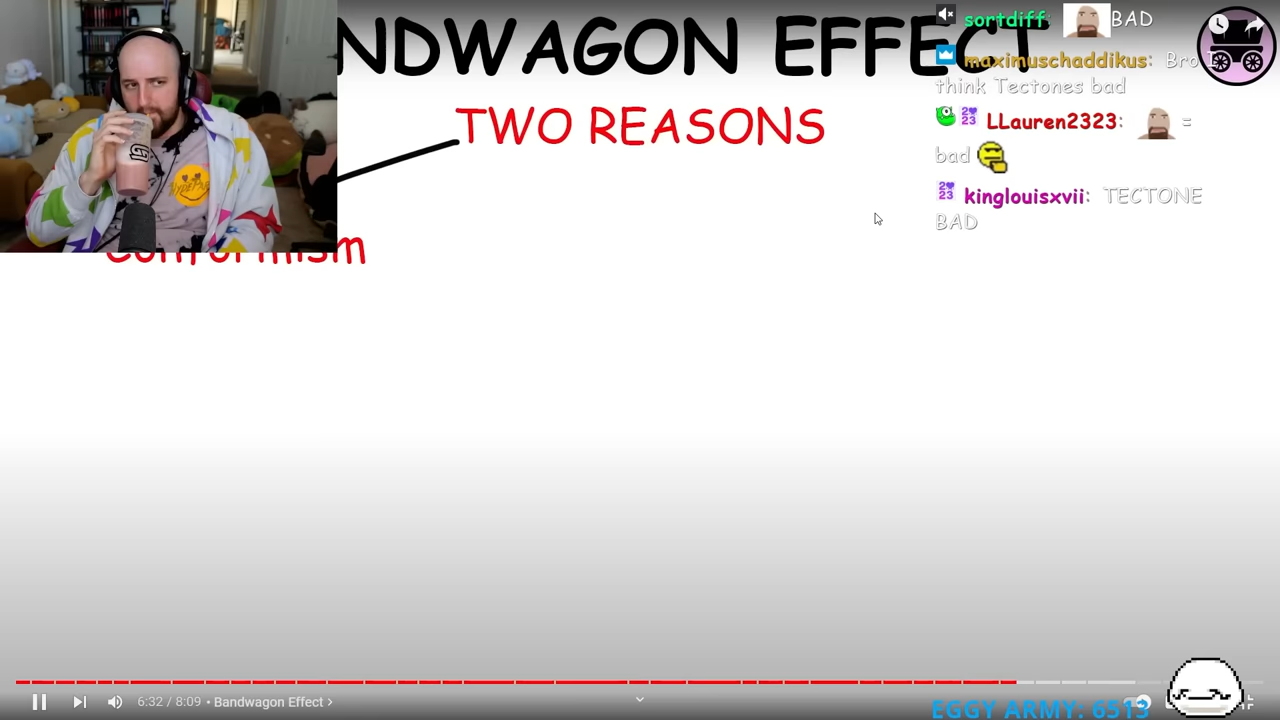 NDWAGON EFFECT
TWO REASONS
Conformism
sortdiff: BAD
maximuschaddikus: Bro I
think Tectones bad
LLauren2323: =
bad
kinglouisxvii: TECTONE
BAD
6:32 / 8:09 • Bandwagon Effect >
EGGY ARMY: 6513